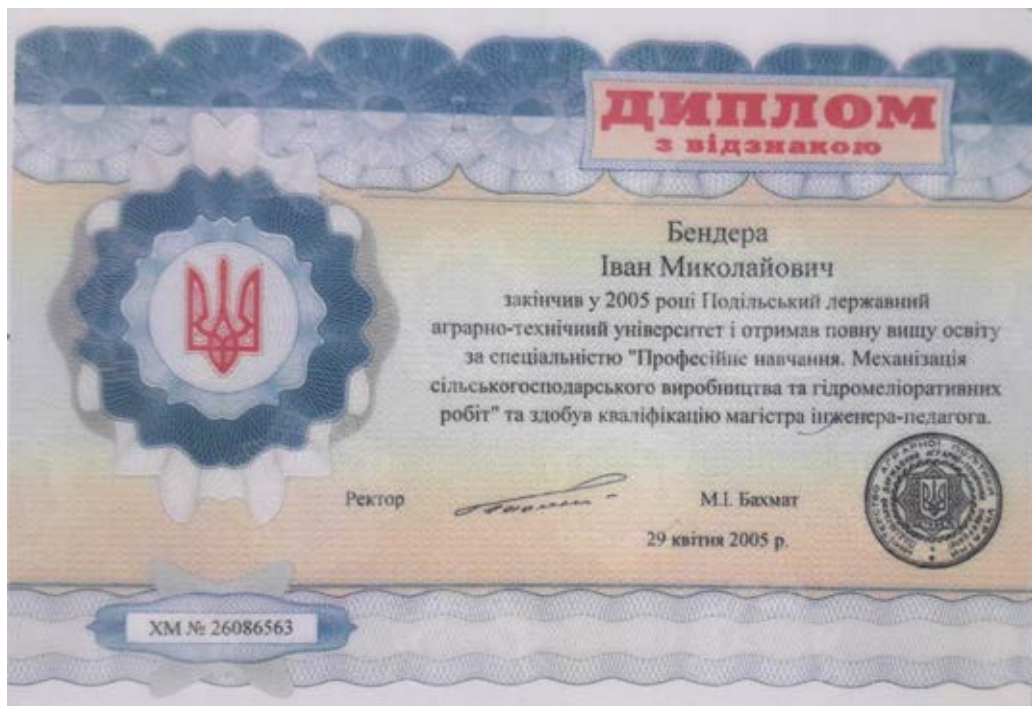 ДИПЛОМ
з відзнакою
Бендера
Іван Миколайович
закінчив у 2005 році Подільський державний
аграрно-технічний університет і отримав повну вищу освіту
за спеціальністю "Професійне навчання. Механізація
сільськогосподарського виробництва та гідромеліоративних
робіт" та здобув кваліфікацію магістра інженера-педагога.
Ректор
М.І. Бахмат
29 квітня 2005 р.
ХМ № 26086563